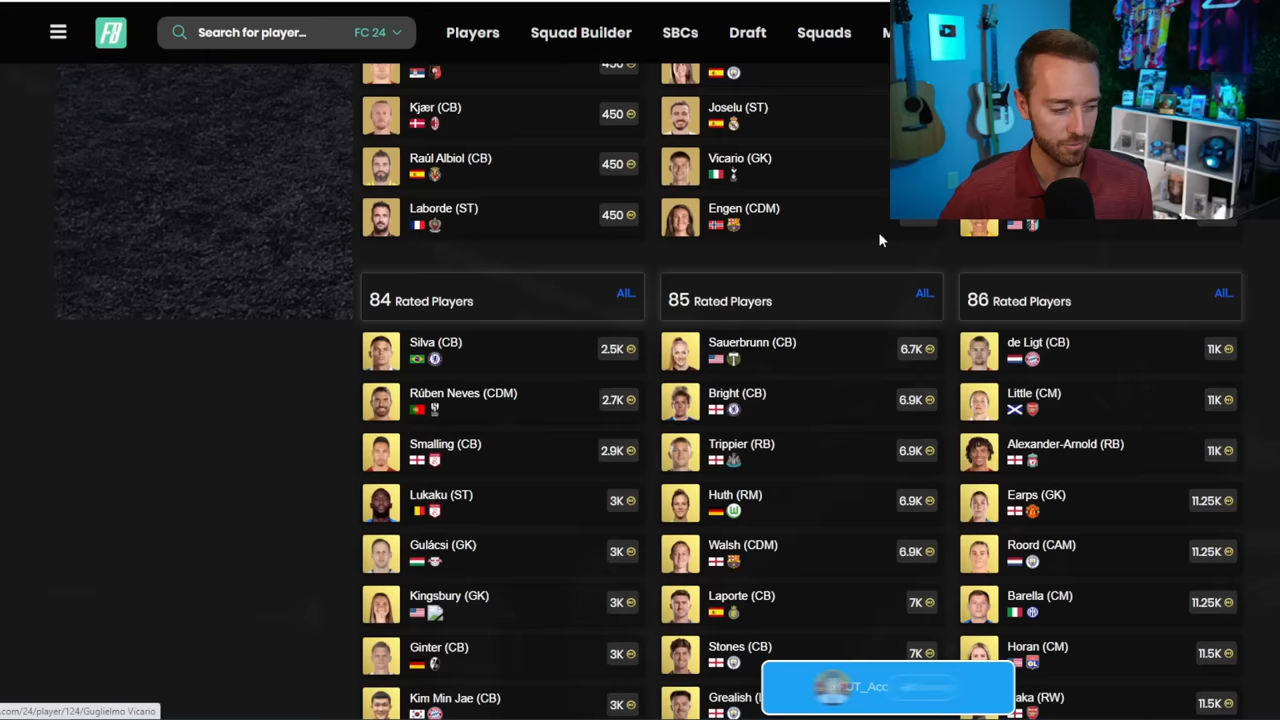 FB
Search for player...
FC 24
Players
Squad Builder
SBCs
Draft
Squads
Kjær (CB)
450
Raúl Albiol (CB)
450
Laborde (ST)
450
Joselu (ST)
Vicario (GK)
Engen (CDM)
84 Rated Players
All..
Silva (CB)
2.5K
Rúben Neves (CDM)
2.7K
Smalling (CB)
2.9K
Lukaku (ST)
3K
Gulácsi (GK)
3K
Kingsbury (GK)
3K
Ginter (CB)
3K
Kim Min Jae (CB)
3K
85 Rated Players
All..
Sauerbrunn (CB)
6.7K
Bright (CB)
6.9K
Trippier (RB)
6.9K
Huth (RM)
6.9K
Walsh (CDM)
6.9K
Laporte (CB)
7K
Stones (CB)
7K
86 Rated Players
All..
de Ligt (CB)
11K
Little (CM)
11K
Alexander-Arnold (RB)
11K
Earps (GK)
11.25K
Roord (CAM)
11.25K
Barella (CM)
11.25K
Horan (CM)
11.5K
(RW)
11.5K
com/24/player/124/Guglielmo Vicario